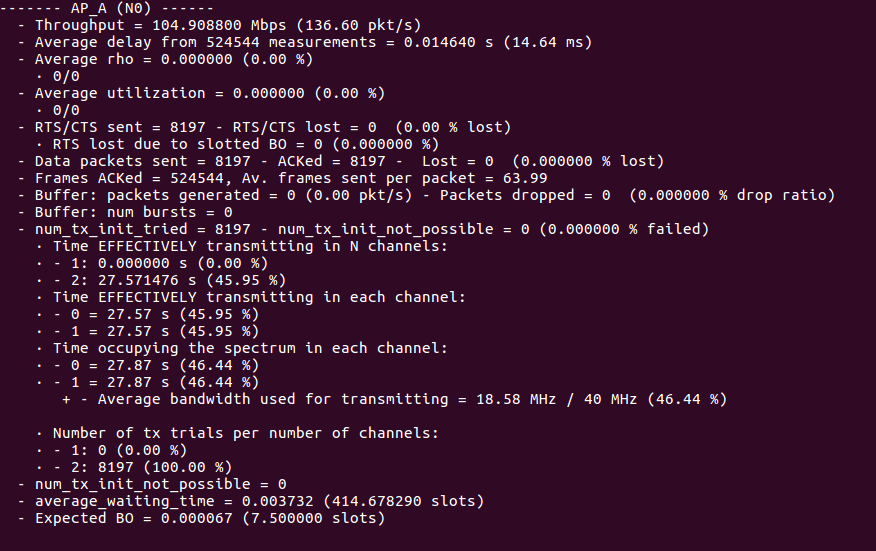 ------- AP_A (N0) ------
- Throughput = 104.908800 Mbps (136.60 pkt/s)
- Average delay from 524544 measurements = 0.014640 s (14.64 ms)
- Average rho = 0.000000 (0.00 %)
· 0/0
- Average utilization = 0.000000 (0.00 %)
· 0/0
- RTS/CTS sent = 8197 - RTS/CTS lost = 0  (0.00 % lost)
· RTS lost due to slotted BO = 0 (0.000000 %)
- Data packets sent = 8197 - ACKed = 8197 -  Lost = 0  (0.000000 % lost)
- Frames ACKed = 524544, Av. frames sent per packet = 63.99
- Buffer: packets generated = 0 (0.00 pkt/s) - Packets dropped = 0  (0.000000 % drop ratio)
- Buffer: num bursts = 0
- num_tx_init_tried = 8197 - num_tx_init_not_possible = 0 (0.000000 % failed)
· Time EFFECTIVELY transmitting in N channels:
· - 1: 0.000000 s (0.00 %)
· - 2: 27.571476 s (45.95 %)
· Time EFFECTIVELY transmitting in each channel:
· - 0 = 27.57 s (45.95 %)
· - 1 = 27.57 s (45.95 %)
· Time occupying the spectrum in each channel:
· - 0 = 27.87 s (46.44 %)
· - 1 = 27.87 s (46.44 %)
+ - Average bandwidth used for transmitting = 18.58 MHz / 40 MHz (46.44 %)
· Number of tx trials per number of channels:
· - 1: 0 (0.00 %)
· - 2: 8197 (100.00 %)
- num_tx_init_not_possible = 0
- average_waiting_time = 0.003732 (414.678290 slots)
- Expected BO = 0.000067 (7.500000 slots)